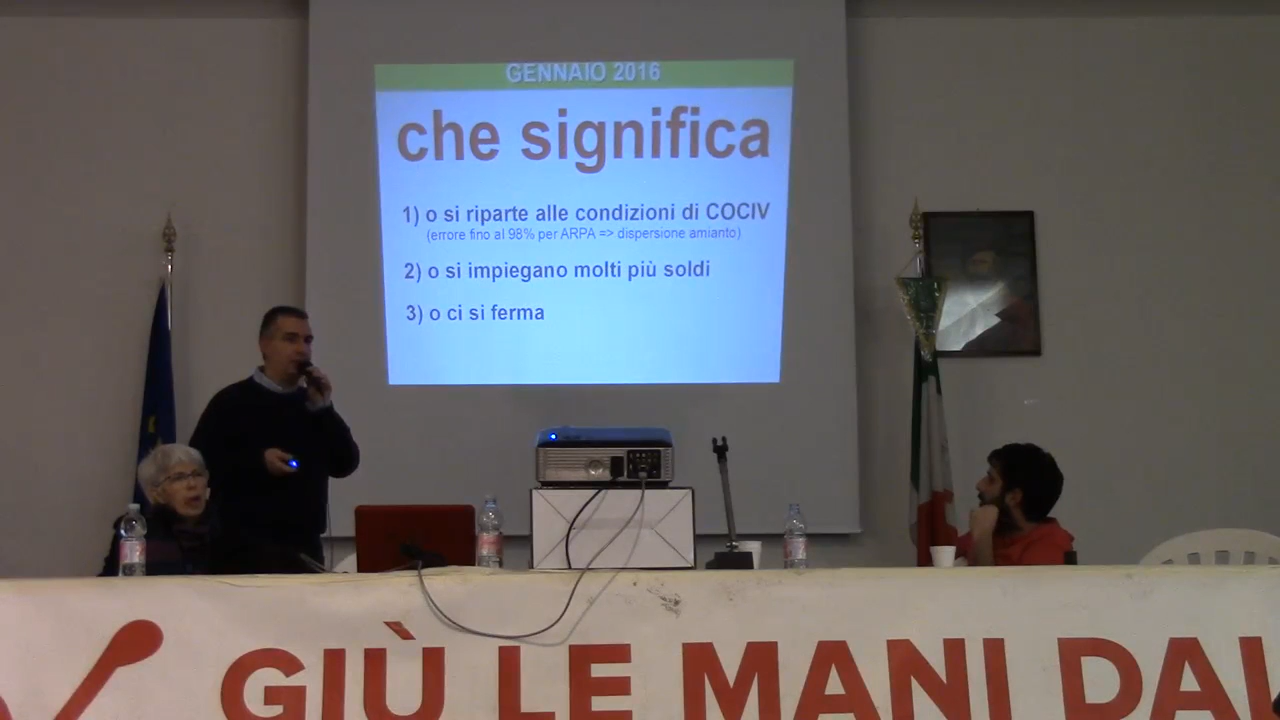 GENNAIO 2016
che significa
1) o si riparte alle condizioni di COCIV
(errore fino al 98% per ARPA => dispersione amianto)
2) o si impiegano molti più soldi
3) o ci si ferma
GIÙ LE MANI DAL